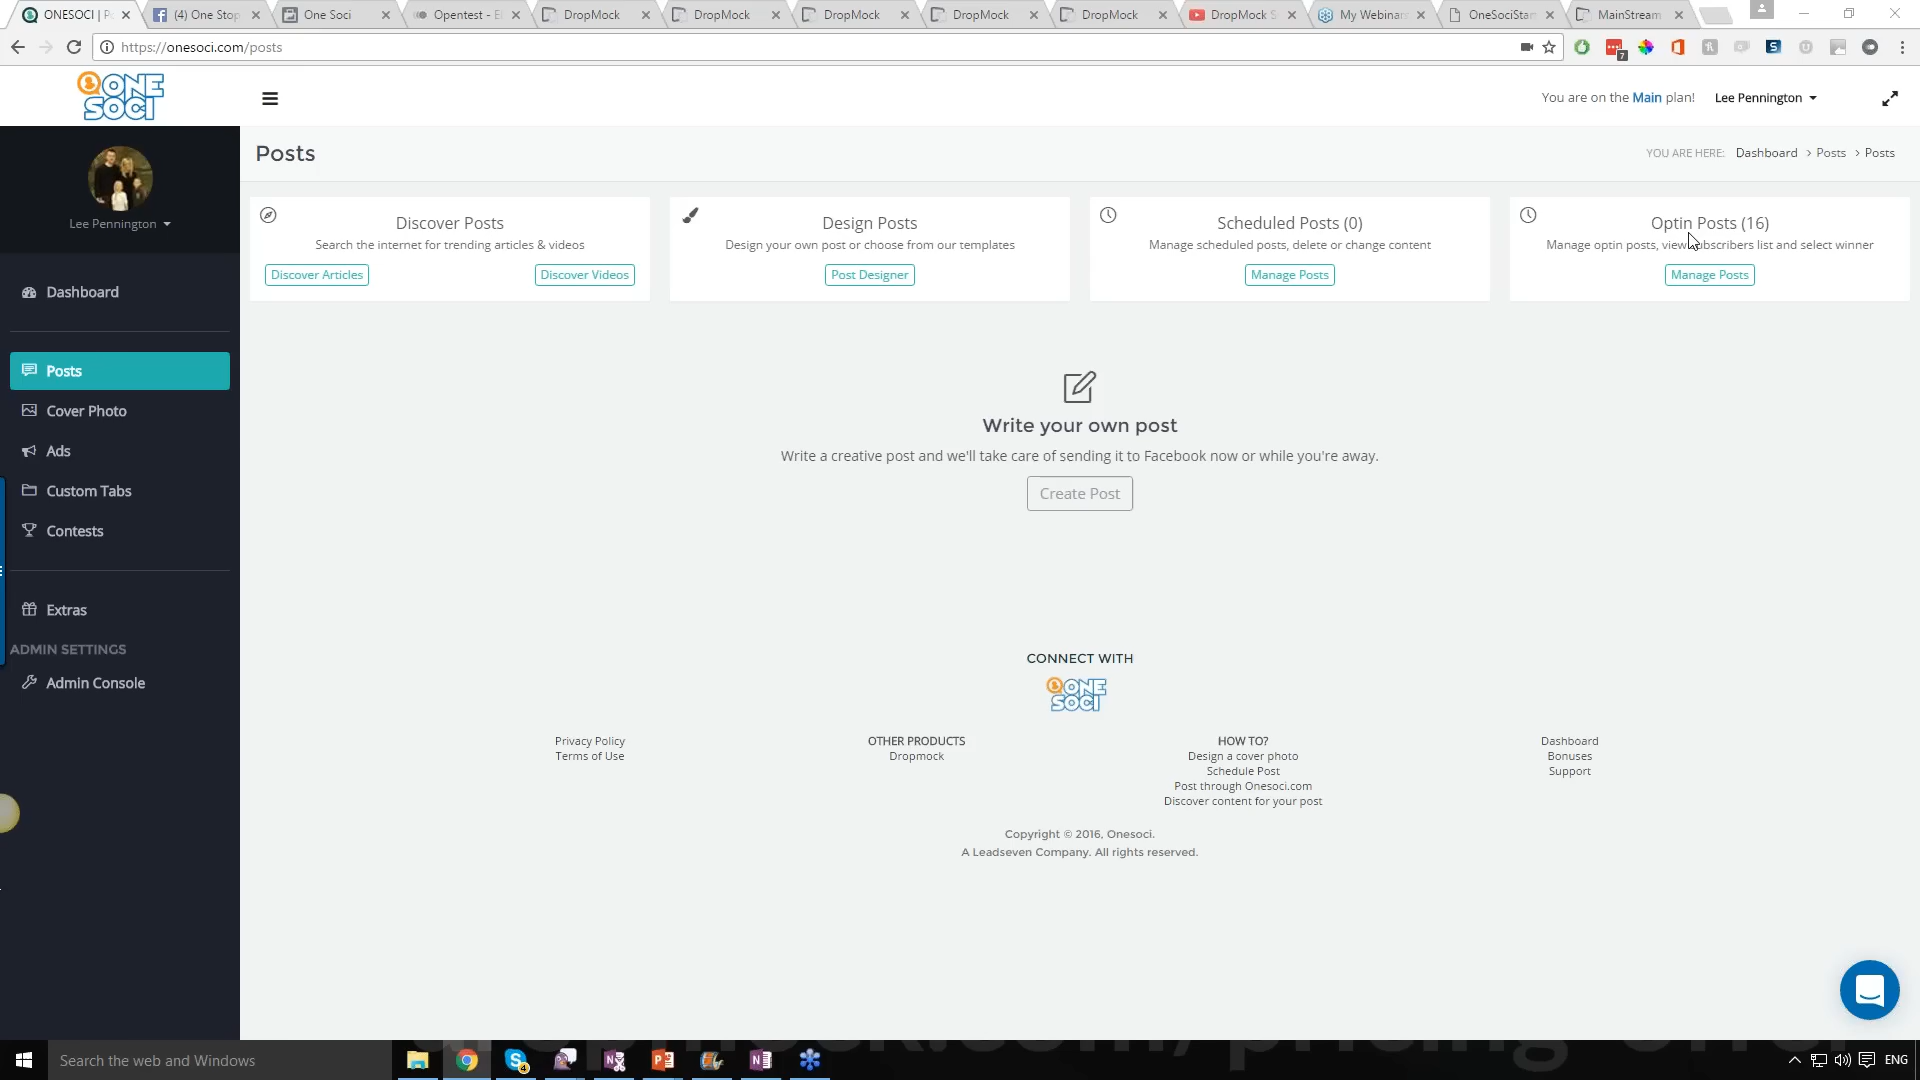 ONESOCI | P
(4) One Stop
One Soci
Opentest - E
DropMock
DropMock
DropMock
DropMock
DropMock
DropMock S
My Webinar
OneSociStar
MainStream
https://onesoci.com/posts
7
S
ONE
SOCI
You are on the Main plan!
Lee Pennington
Lee Pennington
Posts
YOU ARE HERE: Dashboard > Posts > Posts
Discover Posts
Search the internet for trending articles & videos
Discover Articles
Discover Videos
Design Posts
Design your own post or choose from our templates
Post Designer
Scheduled Posts (0)
Manage scheduled posts, delete or change content
Manage Posts
Optin Posts (16)
Manage optin posts, view subscribers list and select winner
Manage Posts
Dashboard
Posts
Cover Photo
Ads
Custom Tabs
Contests
Extras
ADMIN SETTINGS
Admin Console
Write your own post
Write a creative post and we'll take care of sending it to Facebook now or while you're away.
Create Post
CONNECT WITH
ONE
SOCI
Privacy Policy
Terms of Use
OTHER PRODUCTS
Dropmock
HOW TO?
Design a cover photo
Schedule Post
Post through Onesoci.com
Discover content for your post
Dashboard
Bonuses
Support
Copyright © 2016, Onesoci.
A Leadseven Company. All rights reserved.
Search the web and Windows
4
ENG